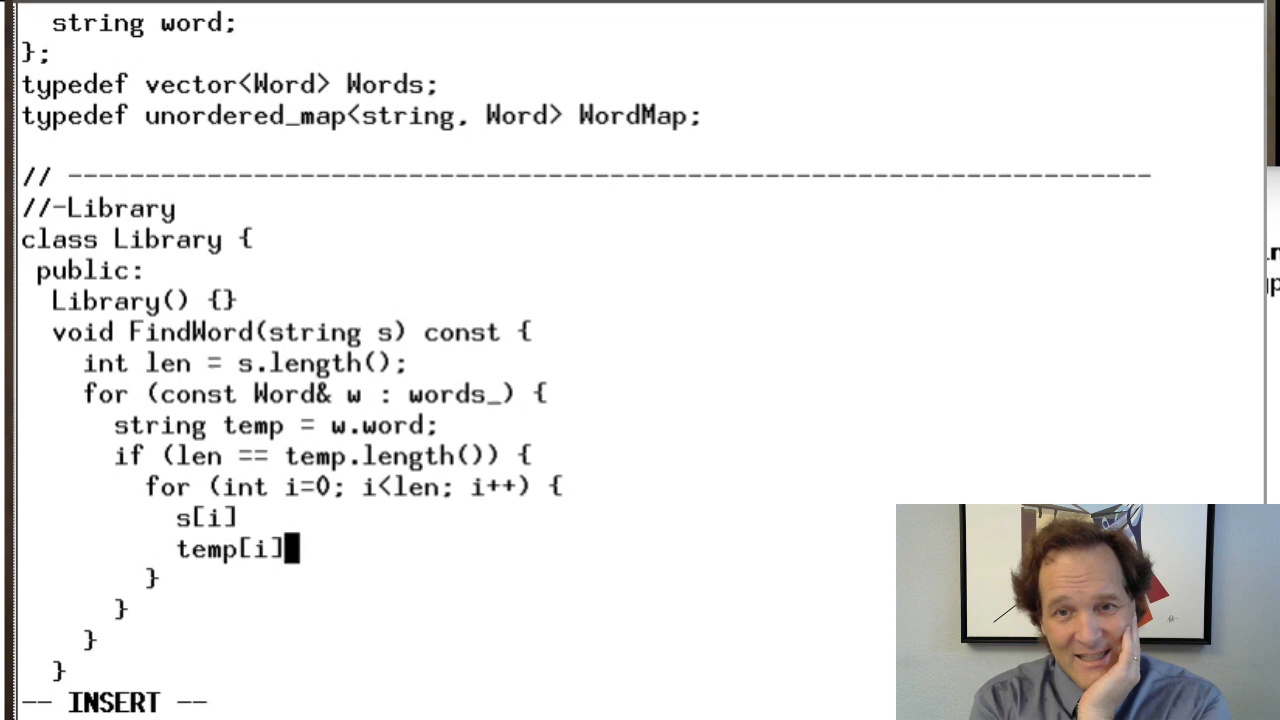 string word;
};
typedef vector<Word> Words;
typedef unordered_map<string, Word> WordMap;
// ----------------------------------------------------------------------
//-Library
class Library {
public:
Library() {}
void FindWord(string s) const {
int len = s.length();
for (const Word& w : words_) {
string temp = w.word;
if (len == temp.length()) {
for (int i=0; i<len; i++) {
s[i]
temp[i]
}
}
}
}
-- INSERT --